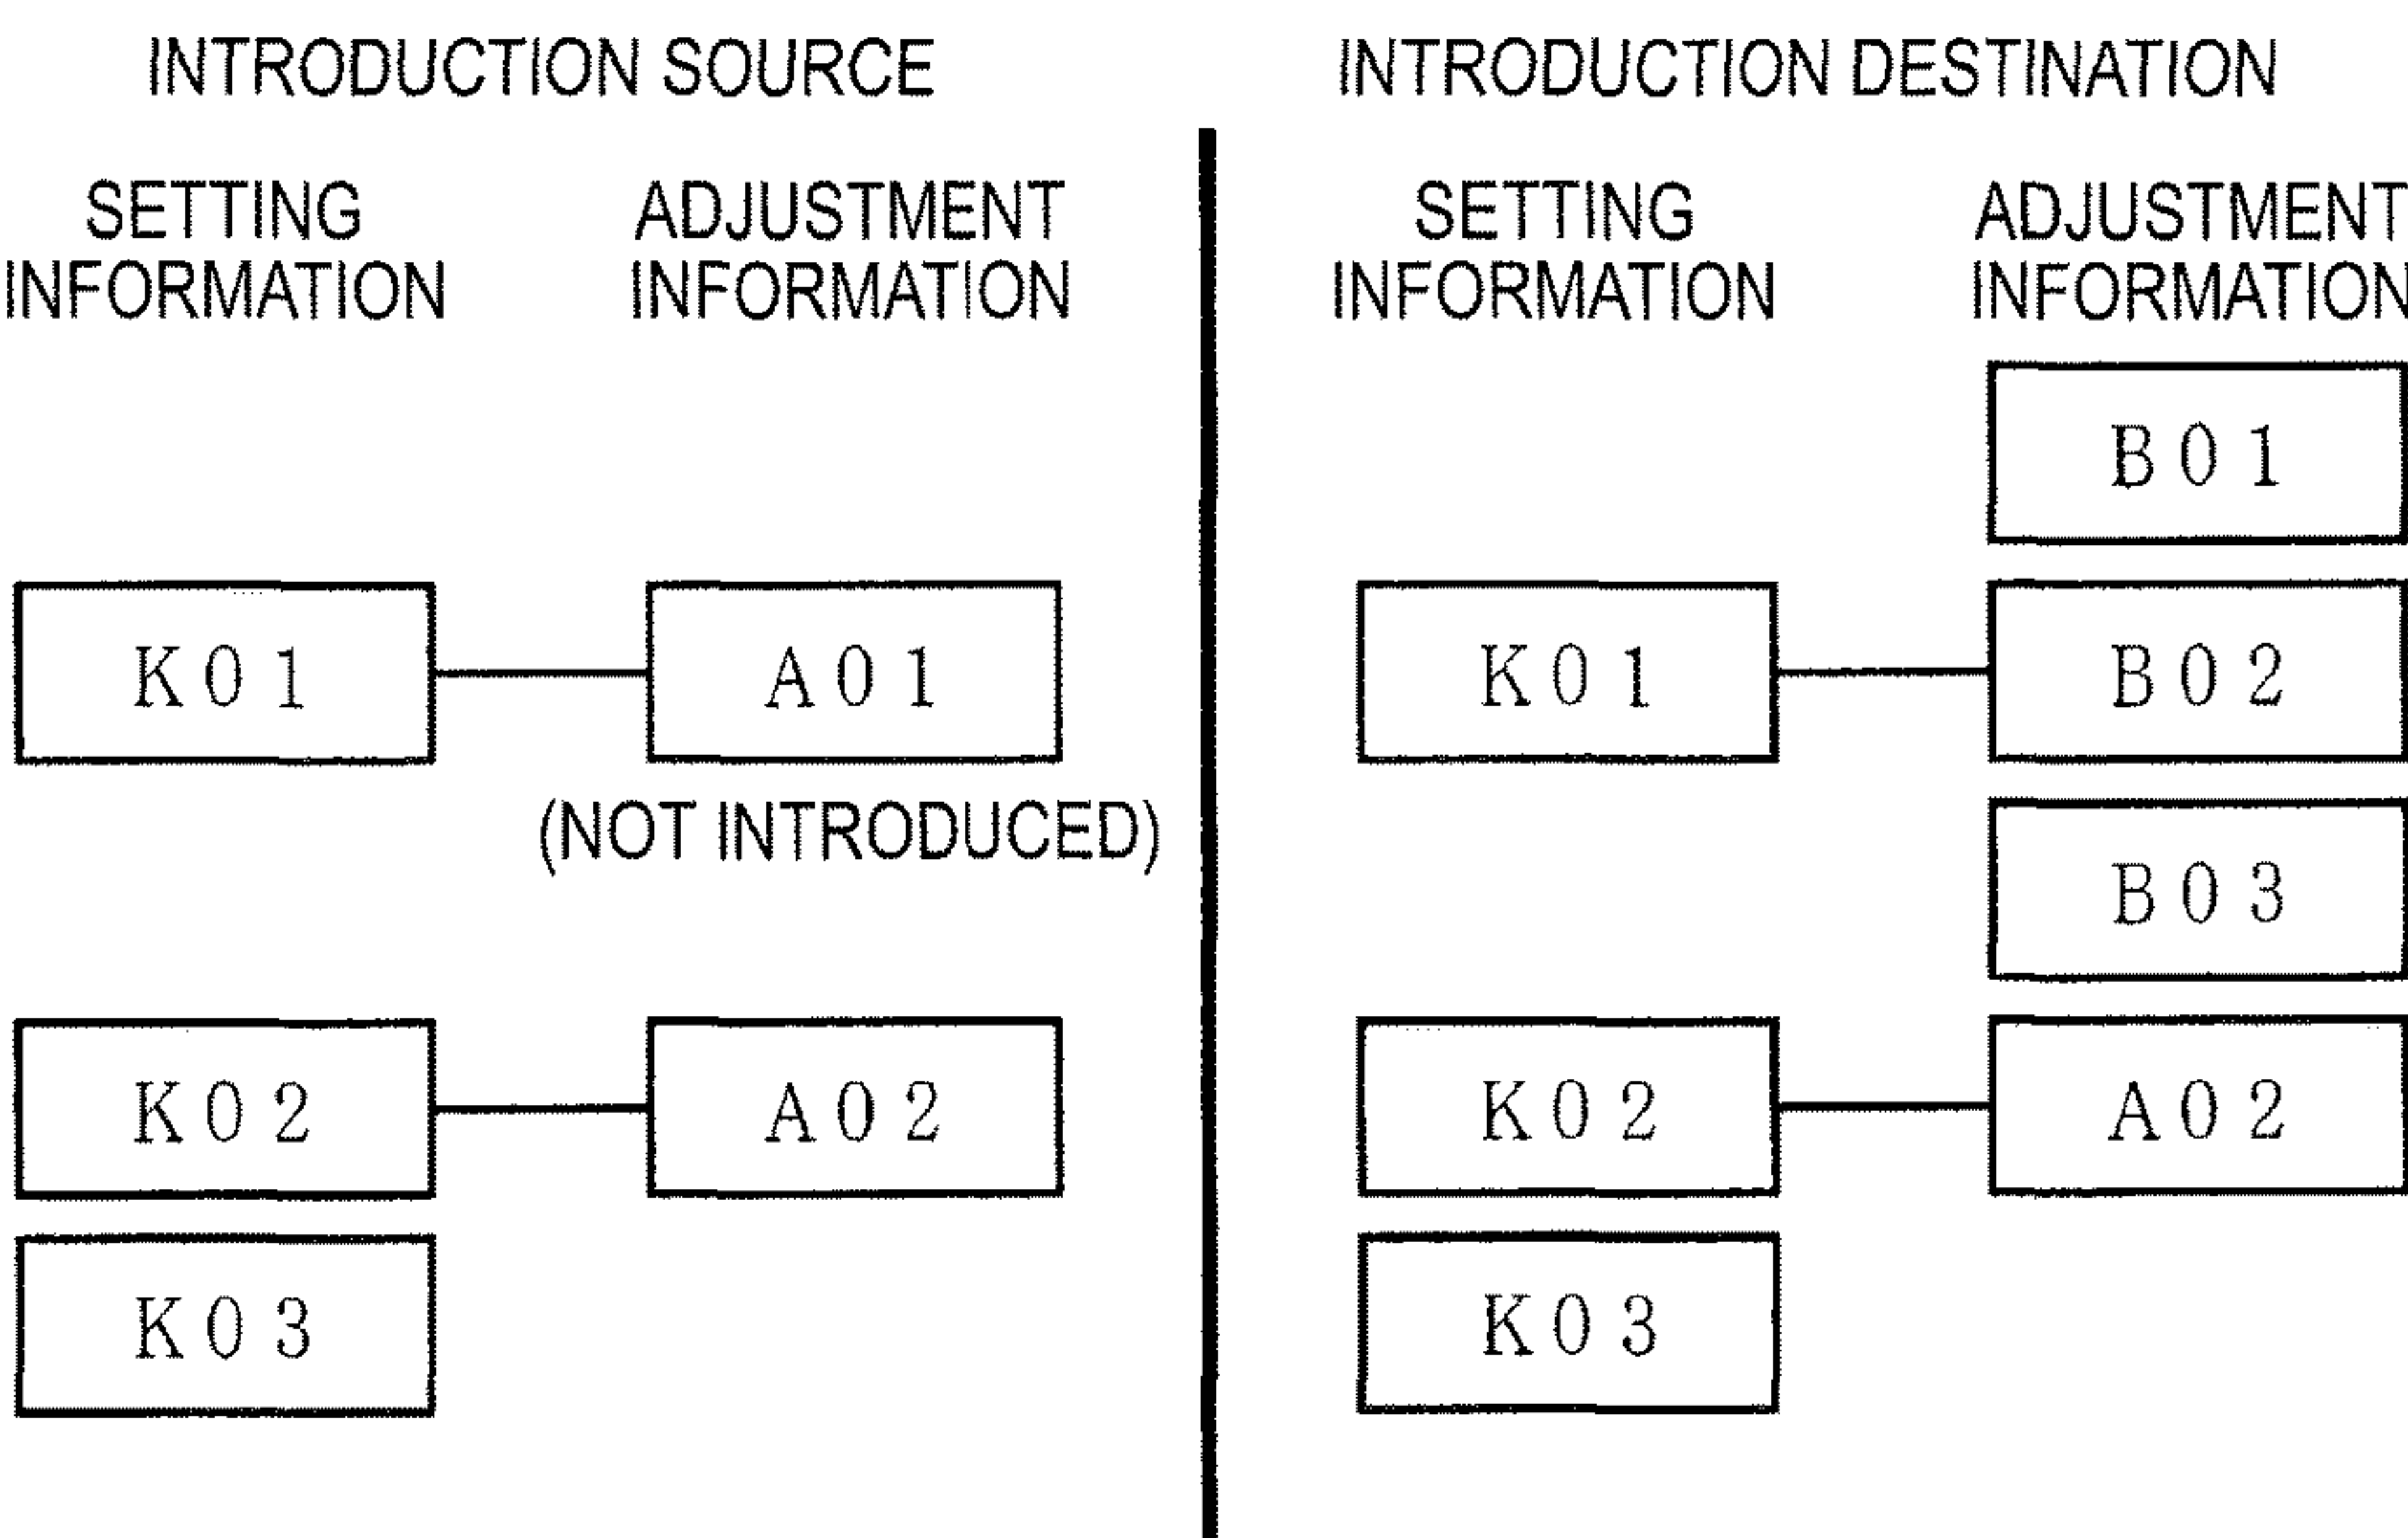 INTRODUCTION SOURCE
SETTING
INFORMATION
ADJUSTMENT
INFORMATION
K01
A01
(NOT INTRODUCED)
K02
A02
K03
INTRODUCTION DESTINATION
SETTING
INFORMATION
ADJUSTMENT
INFORMATION
B01
K01
B02
B03
K02
A02
K03